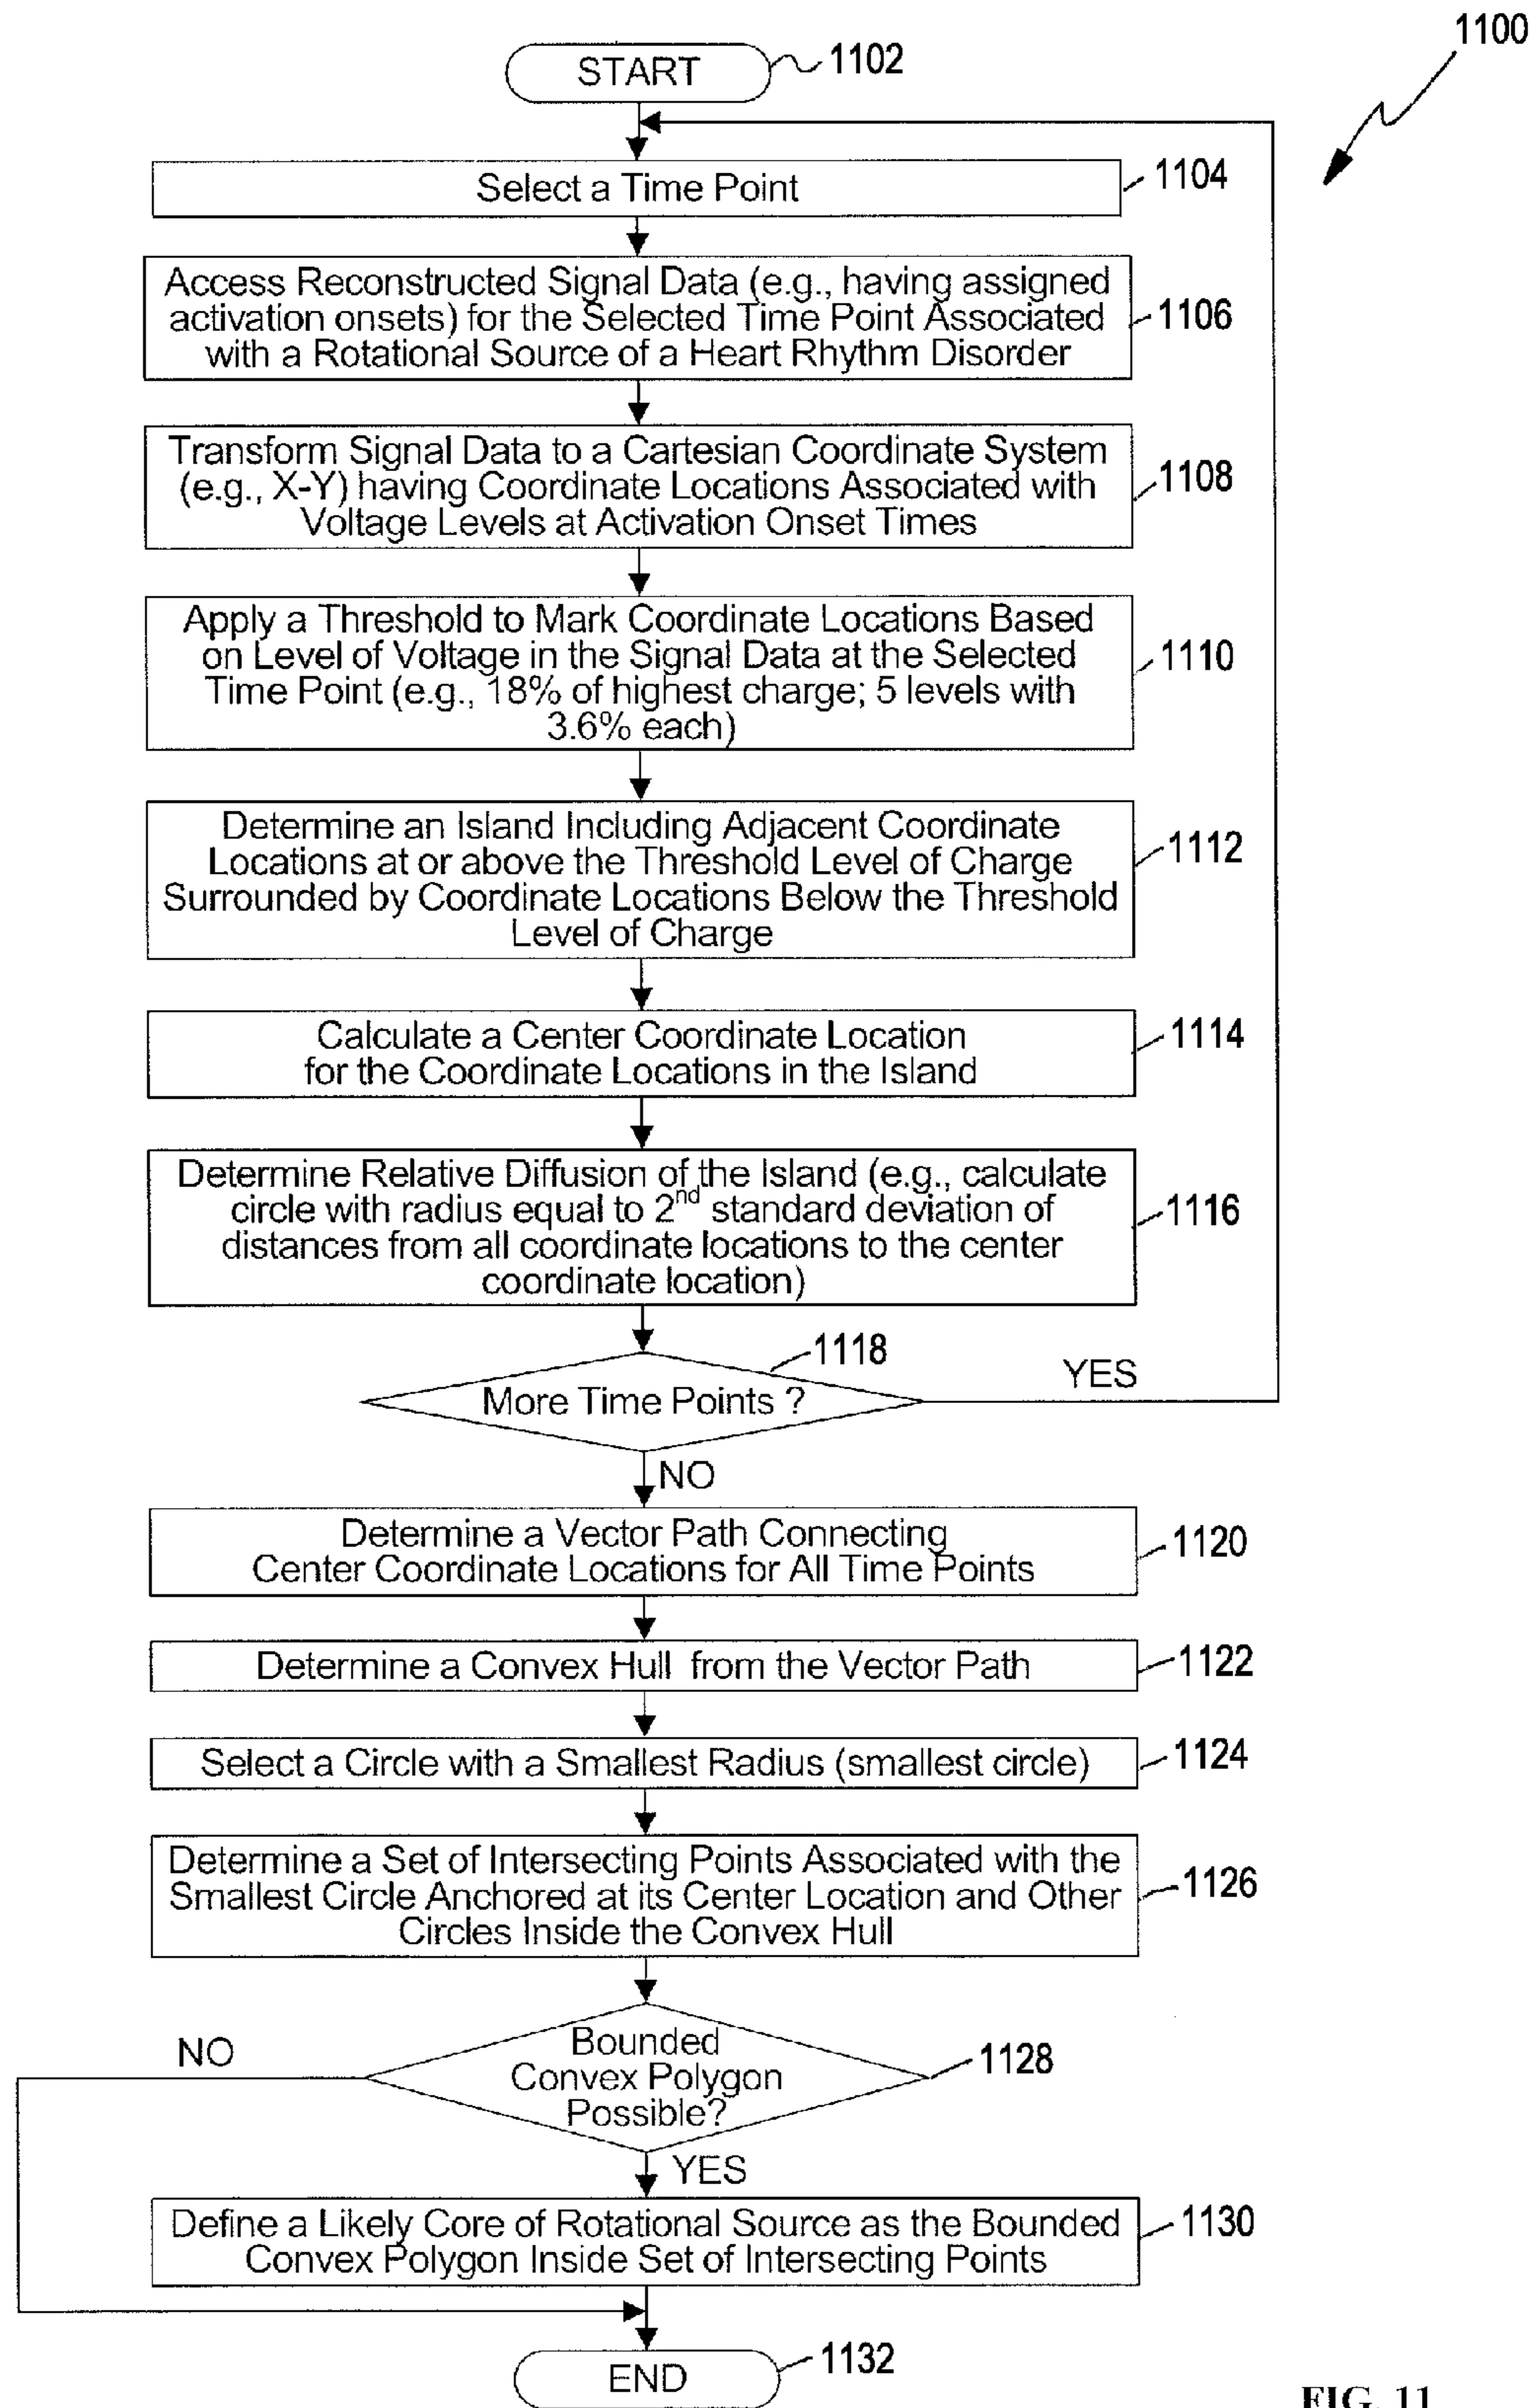 1100
START
1102
Select a Time Point
1104
Access Reconstructed Signal Data (e.g., having assigned
activation onsets) for the Selected Time Point Associated
with a Rotational Source of a Heart Rhythm Disorder
1106
Transform Signal Data to a Cartesian Coordinate System
(e.g., X-Y) having Coordinate Locations Associated with
Voltage Levels at Activation Onset Times
1108
Apply a Threshold to Mark Coordinate Locations Based
on Level of Voltage in the Signal Data at the Selected
Time Point (e.g., 18% of highest charge; 5 levels with
3.6% each)
1110
Determine an Island Including Adjacent Coordinate
Locations at or above the Threshold Level of Charge
Surrounded by Coordinate Locations Below the Threshold
Level of Charge
1112
Calculate a Center Coordinate Location
for the Coordinate Locations in the Island
1114
Determine Relative Diffusion of the Island (e.g., calculate
circle with radius equal to 2nd standard deviation of
distances from all coordinate locations to the center
coordinate location)
1116
More Time Points ?
1118
YES
NO
Determine a Vector Path Connecting
Center Coordinate Locations for All Time Points
1120
Determine a Convex Hull from the Vector Path
1122
Select a Circle with a Smallest Radius (smallest circle)
1124
Determine a Set of Intersecting Points Associated with the
Smallest Circle Anchored at its Center Location and Other
Circles Inside the Convex Hull
1126
NO
Bounded
Convex Polygon
Possible?
1128
YES
Define a Likely Core of Rotational Source as the Bounded
Convex Polygon Inside Set of Intersecting Points
1130
END
1132
FIG. 11